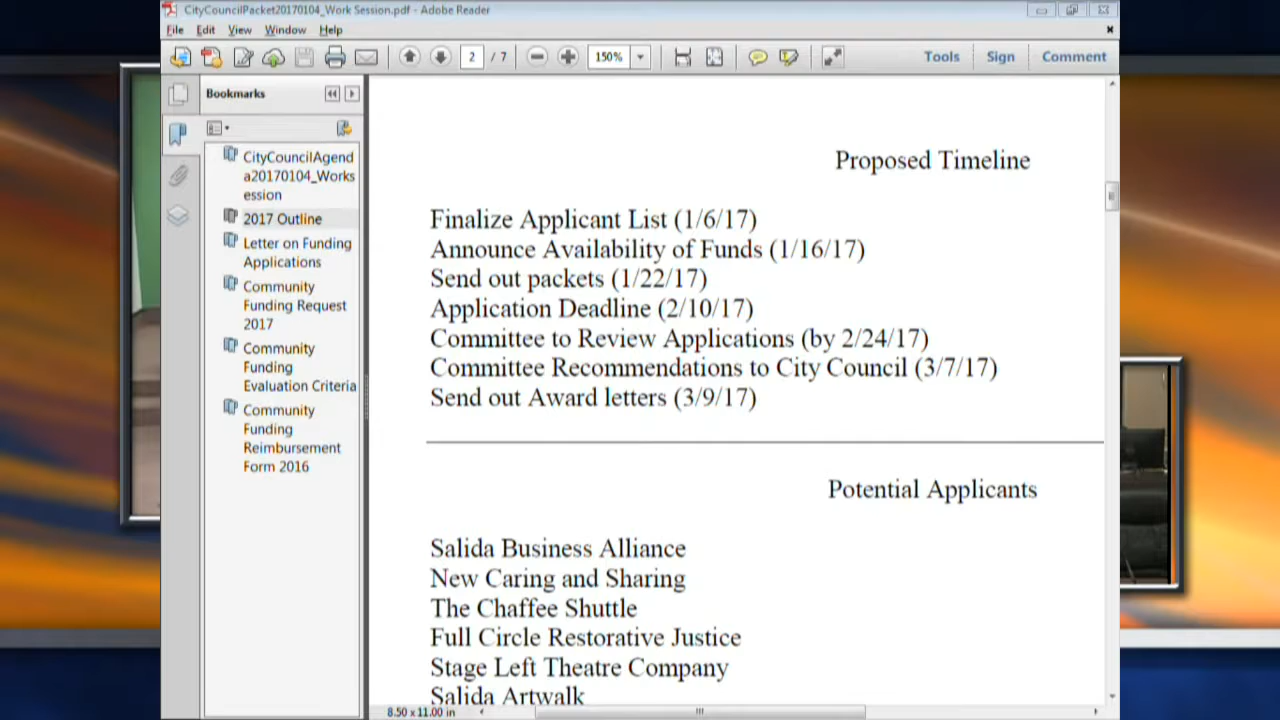 CityCouncilPacket20170104_Work Session.pdf - Adobe Reader
File Edit View Window Help
2 / 7 150% Tools Sign Comment
Bookmarks
CityCouncilAgend
a20170104_Works
ession
2017 Outline
Letter on Funding
Applications
Community
Funding Request
2017
Community
Funding
Evaluation Criteria
Community
Funding
Reimbursement
Form 2016
Proposed Timeline
Finalize Applicant List (1/6/17)
Announce Availability of Funds (1/16/17)
Send out packets (1/22/17)
Application Deadline (2/10/17)
Committee to Review Applications (by 2/24/17)
Committee Recommendations to City Council (3/7/17)
Send out Award letters (3/9/17)
Potential Applicants
Salida Business Alliance
New Caring and Sharing
The Chaffee Shuttle
Full Circle Restorative Justice
Stage Left Theatre Company
Salida Artwalk
8.50 x 11.00 in